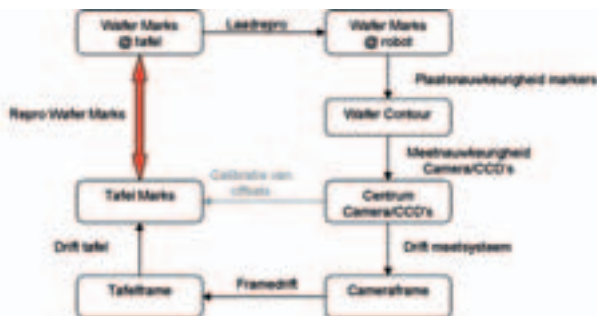 Wafer Marks
@ tafel
Laadrepro
Wafer Marks
@ robot
Plaatsnauwkeurigheid markers
Repro Wafer Marks
Wafer Contour
Meetnauwkeurigheid
Camera/CCD's
Tafel Marks
Calibratie van
offsets
Centrum
Camera/CCD's
Drift tafel
Drift meetsysteem
Tafelframe
Framedrift
Cameraframe